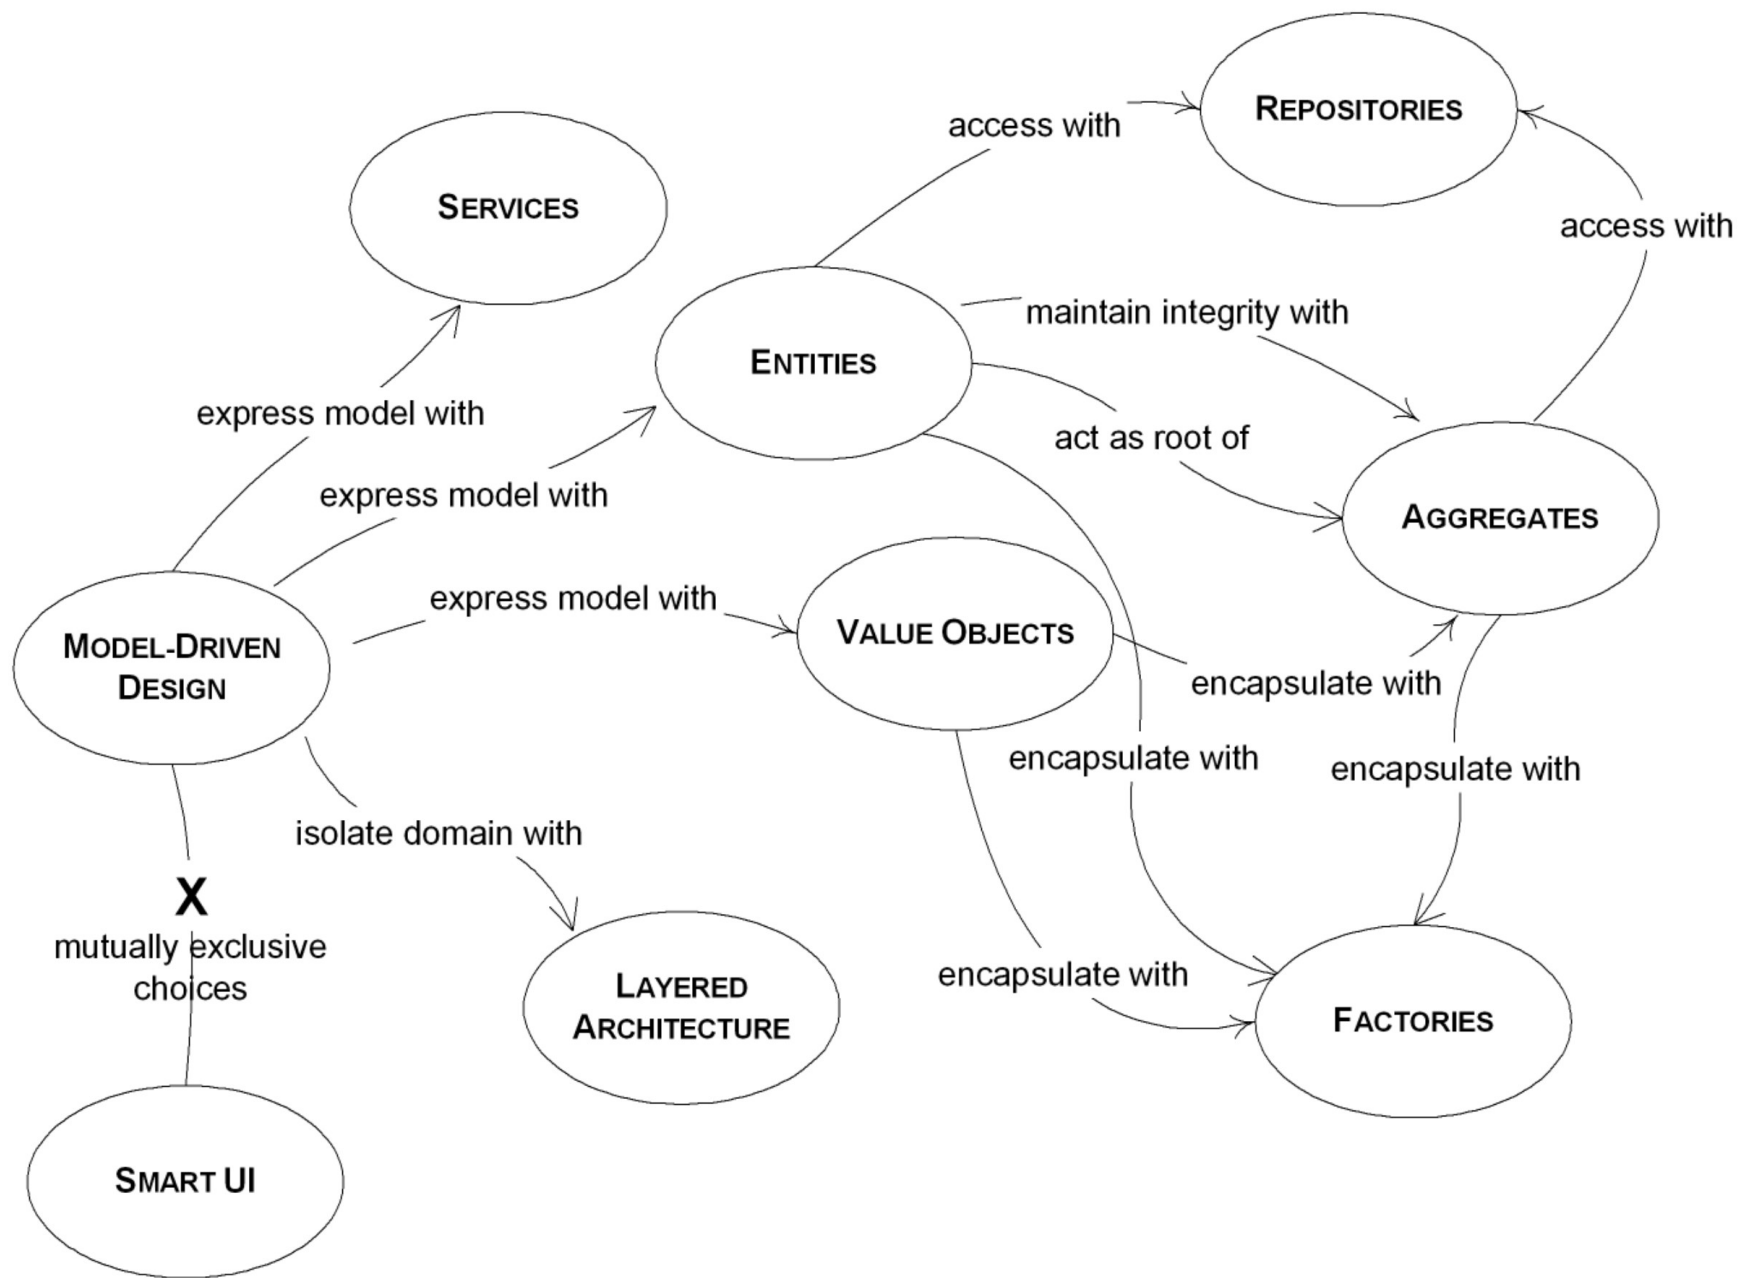 REPOSITORIES
access with
SERVICES
access with
maintain integrity with
ENTITIES
express model with
act as root of
express model with
AGGREGATES
express model with
VALUE OBJECTS
MODEL-DRIVEN
DESIGN
encapsulate with
encapsulate with
encapsulate with
isolate domain with
X
mutually exclusive
choices
encapsulate with
LAYERED
ARCHITECTURE
FACTORIES
SMART UI